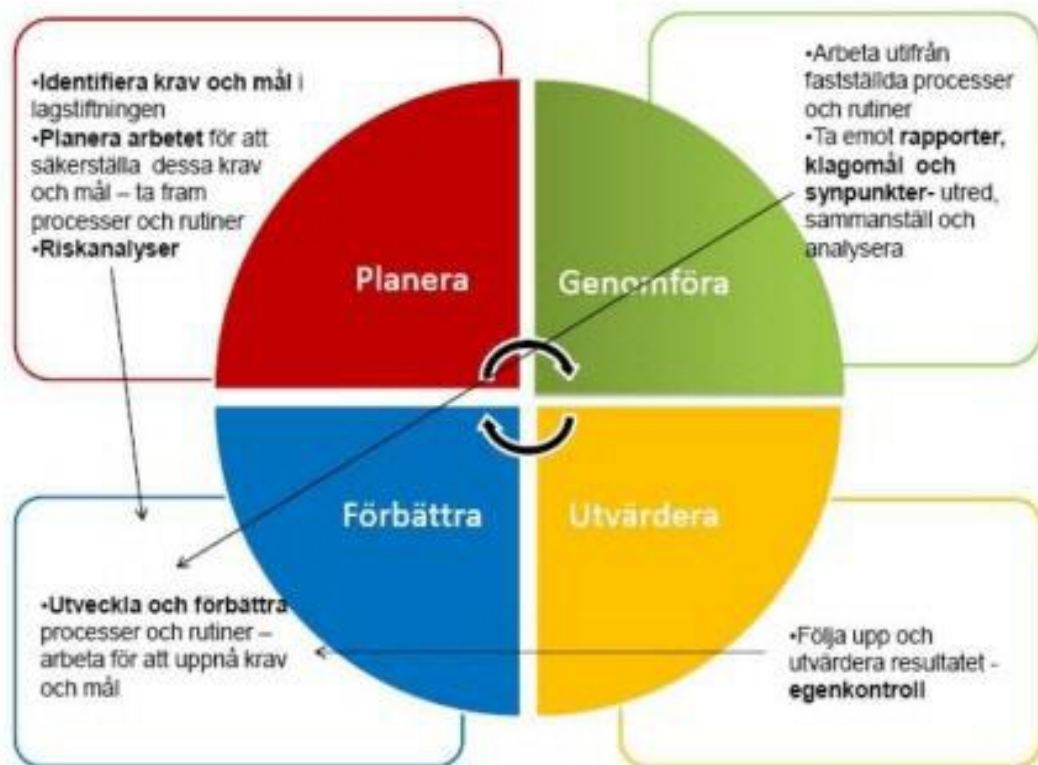 •Identifiera krav och mål i
lagstiftningen
•Planera arbetet för att
säkerställa dessa krav
och mål – ta fram
processer och rutiner
•Riskanalyser
•Arbeta utifrån
fastställda processer
och rutiner
•Ta emot rapporter,
klagomål och
synpunkter- utred,
sammanställ och
analysera
Planera
Genomföra
Förbättra
Utvärdera
•Utveckla och förbättra
processer och rutiner –
arbeta för att uppnå krav
och mål
•Följa upp och
utvärdera resultatet -
egenkontroll